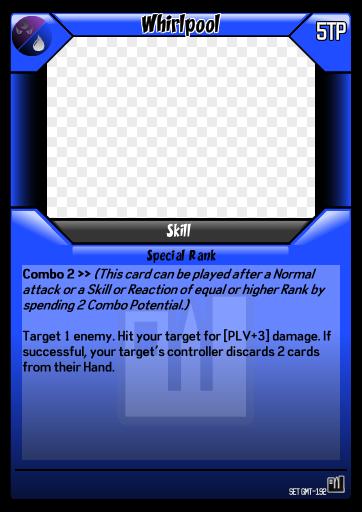 Whirlpool
5TP
Skill
Special Rank
Combo 2 >> (This card can be played after a Normal
attack or a Skill or Reaction of equal or higher Rank by
spending 2 Combo Potential.)
Target 1 enemy. Hit your target for [PLV+3] damage. If
successful, your target's controller discards 2 cards
from their Hand.
SET GMT-192